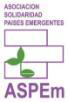 ASOCIACION
SOLIDARIDAD
PAISES EMERGENTES
ASPEm